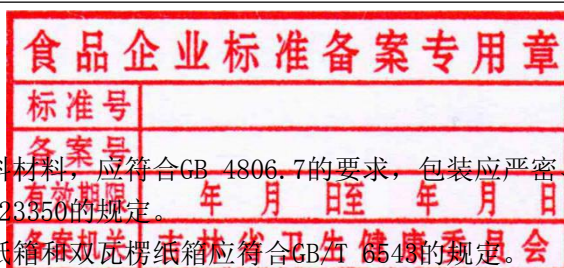 食品企业标准备案专用章
标准号
备案号
料材料，应符合GB 4806.7的要求，包装应严密、
有效期限 年 月 日至 年 月 日
23350的规定。
备案机关 吉林省卫生健康委员会
纸箱和双瓦楞纸箱应符合GB/T 6543的规定。